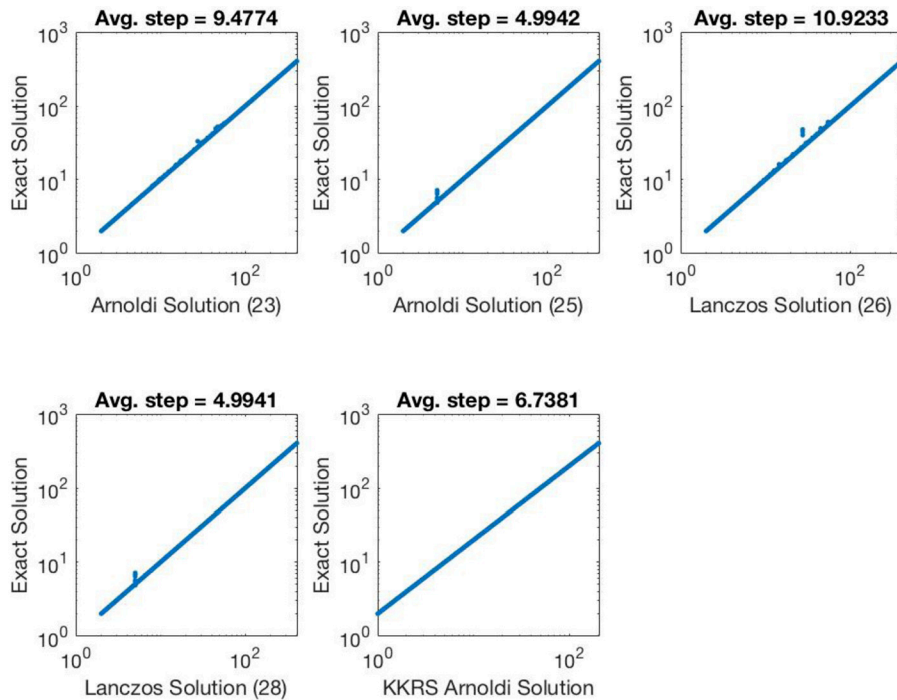 Avg. step = 9.4774
Exact Solution
10^3
10^2
10^1
10^0
10^0
10^2
Arnoldi Solution (23)
Avg. step = 4.9942
Exact Solution
10^3
10^2
10^1
10^0
10^0
10^2
Arnoldi Solution (25)
Avg. step = 10.9233
Exact Solution
10^3
10^2
10^1
10^0
10^0
10^2
Lanczos Solution (26)
Avg. step = 4.9941
Exact Solution
10^3
10^2
10^1
10^0
10^0
10^2
Lanczos Solution (28)
Avg. step = 6.7381
Exact Solution
10^3
10^2
10^1
10^0
10^0
10^2
KKRS Arnoldi Solution